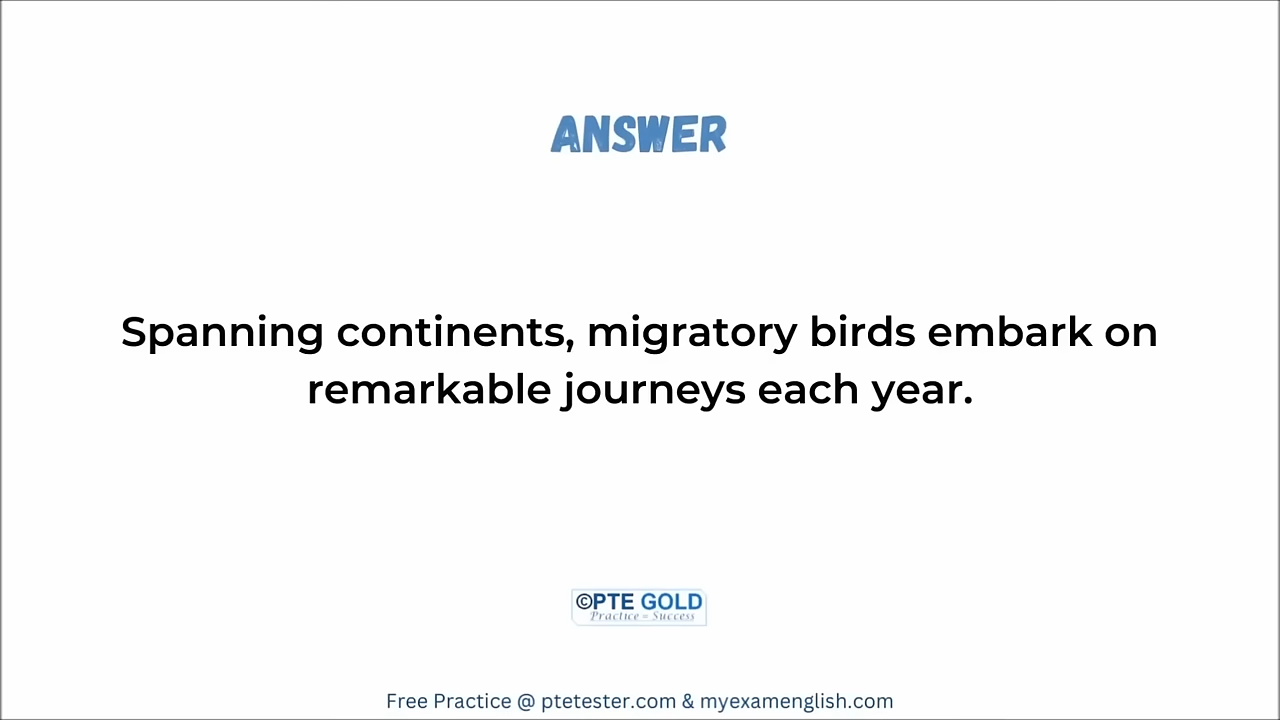 ANSWER
Spanning continents, migratory birds embark on
remarkable journeys each year.
©PTE GOLD
Practice = Success
Free Practice @ ptetester.com & myexamenglish.com